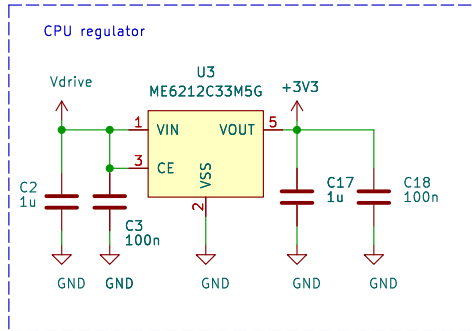 CPU regulator
U3
ME6212C33M5G
Vdrive
+3V3
1
VIN
VOUT
5
3
CE
VSS
2
C2
1u
C3
100n
C17
1u
C18
100n
GND
GND
GND
GND
GND